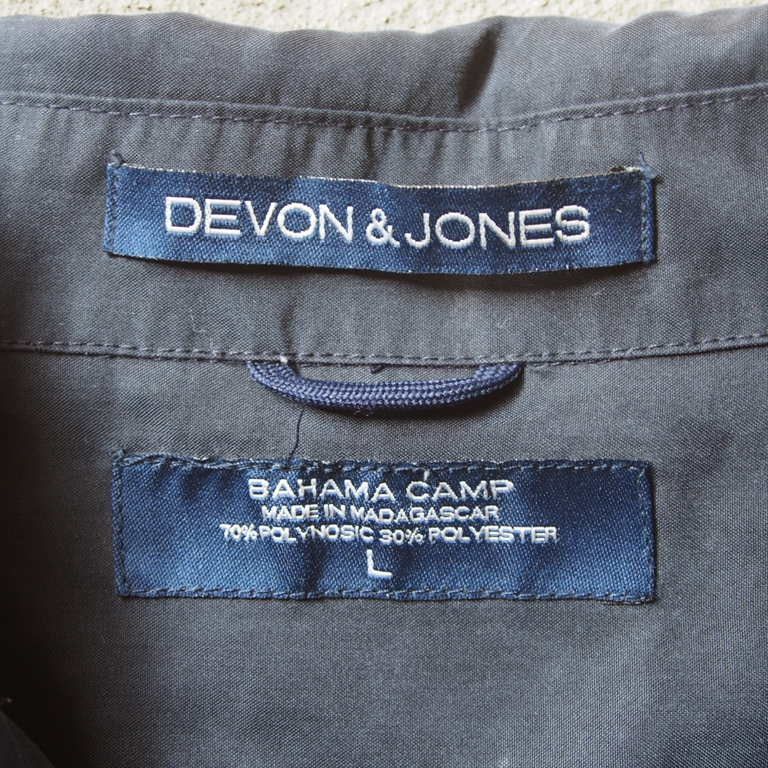 DEVON & JONES
BAHAMA CAMP
MADE IN MADAGASCAR
70% POLYNOSIC 30% POLYESTER
L